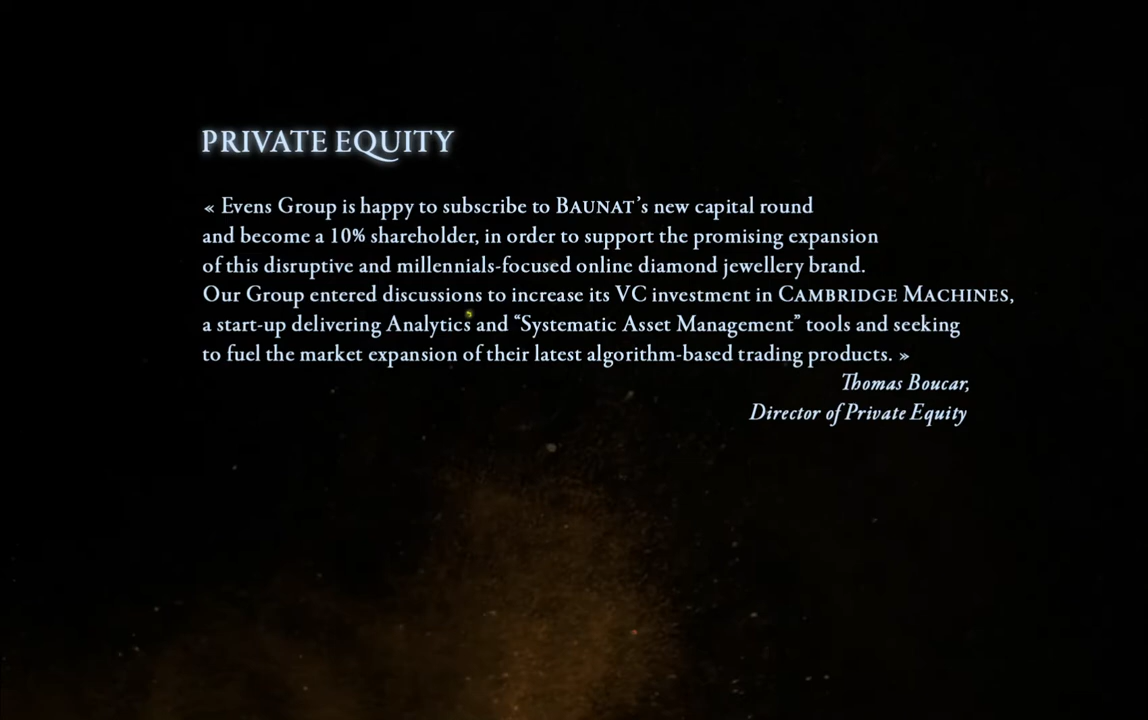 PRIVATE EQUITY
« Evens Group is happy to subscribe to BAUNAT's new capital round
and become a 10% shareholder, in order to support the promising expansion
of this disruptive and millennials-focused online diamond jewellery brand.
Our Group entered discussions to increase its VC investment in CAMBRIDGE MACHINES,
a start-up delivering Analytics and “Systematic Asset Management” tools and seeking
to fuel the market expansion of their latest algorithm-based trading products. »
Thomas Boucar,
Director of Private Equity